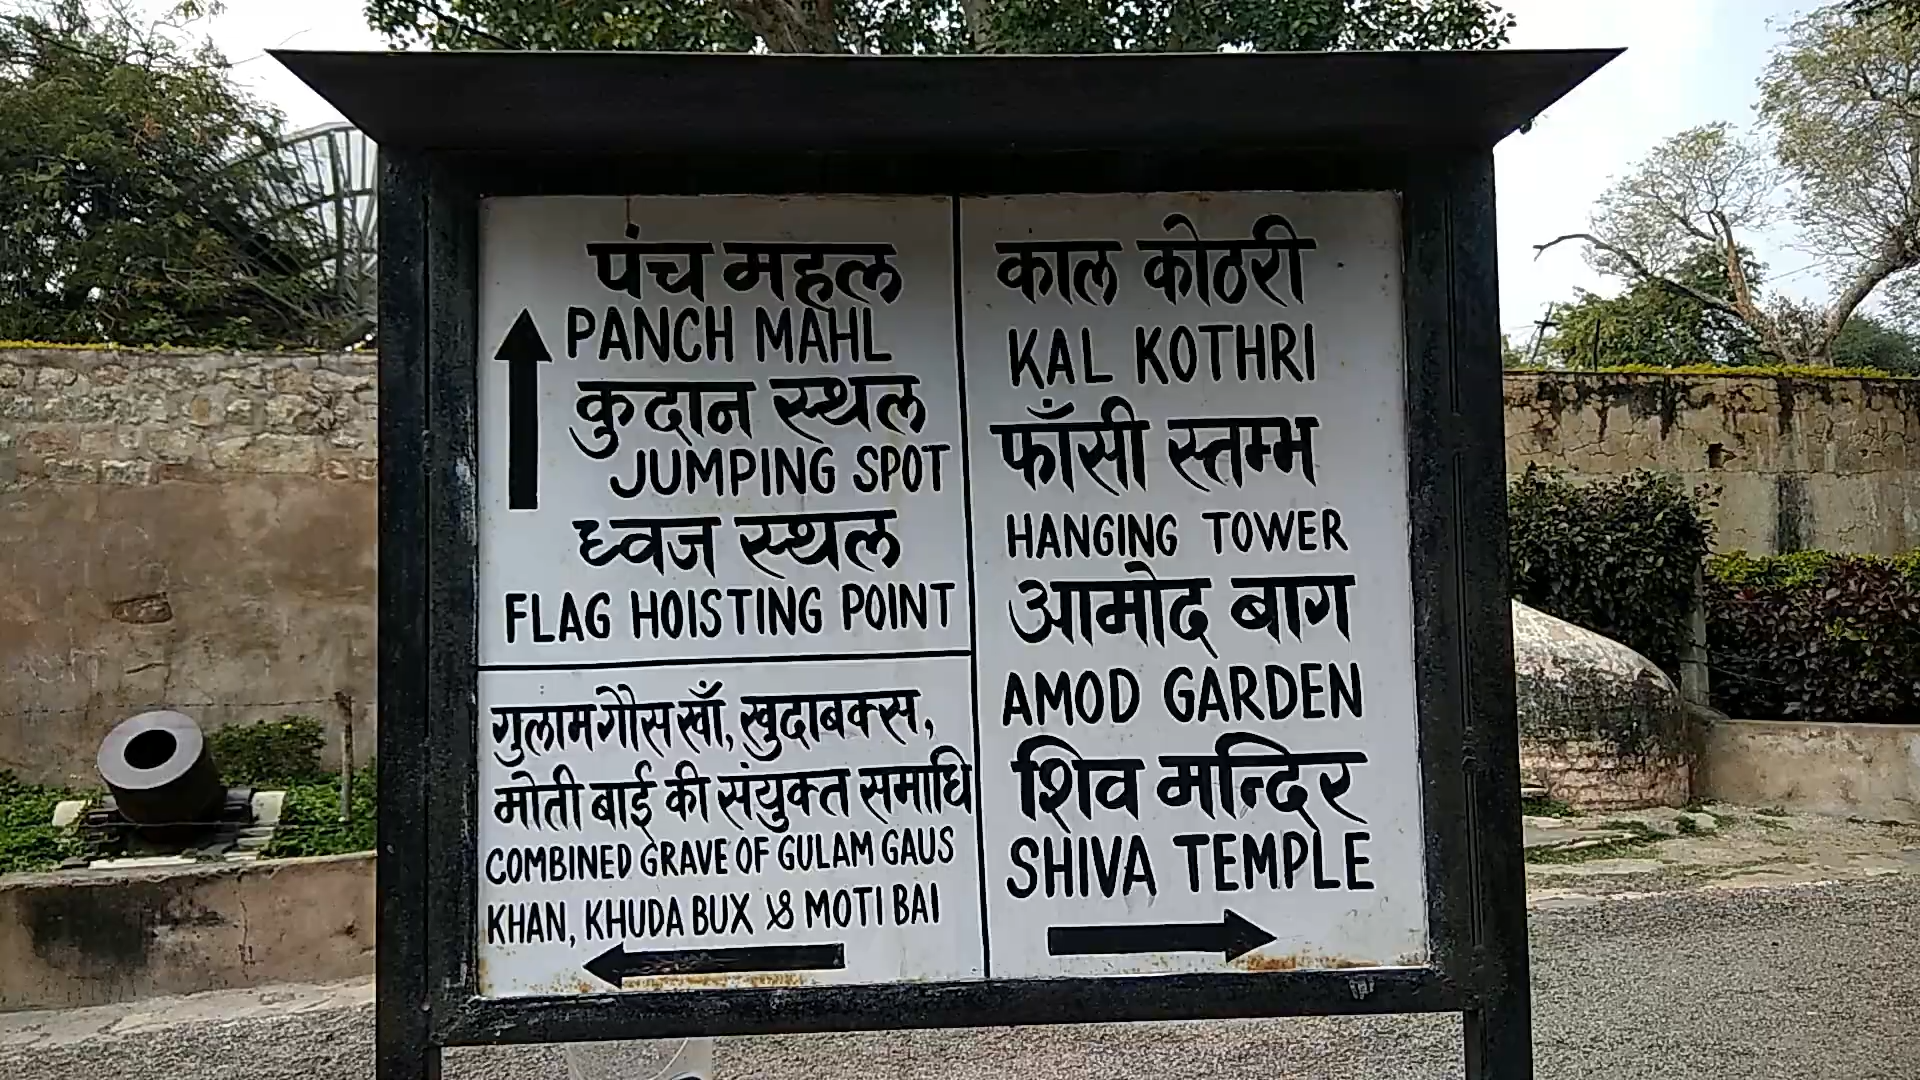 पंच महल
PANCH MAHL
कुदान स्थल
JUMPING SPOT
ध्वज स्थल
FLAG HOISTING POINT
गुलाम गौस खाँ, खुदाबक्स,
मोती बाई की संयुक्त समाधि
COMBINED GRAVE OF GULAM GAUS
KHAN, KHUDA BUX & MOTI BAI
काल कोठरी
KAL KOTHRI
फाँसी स्तम्भ
HANGING TOWER
आमोद बाग
AMOD GARDEN
शिव मन्दिर
SHIVA TEMPLE